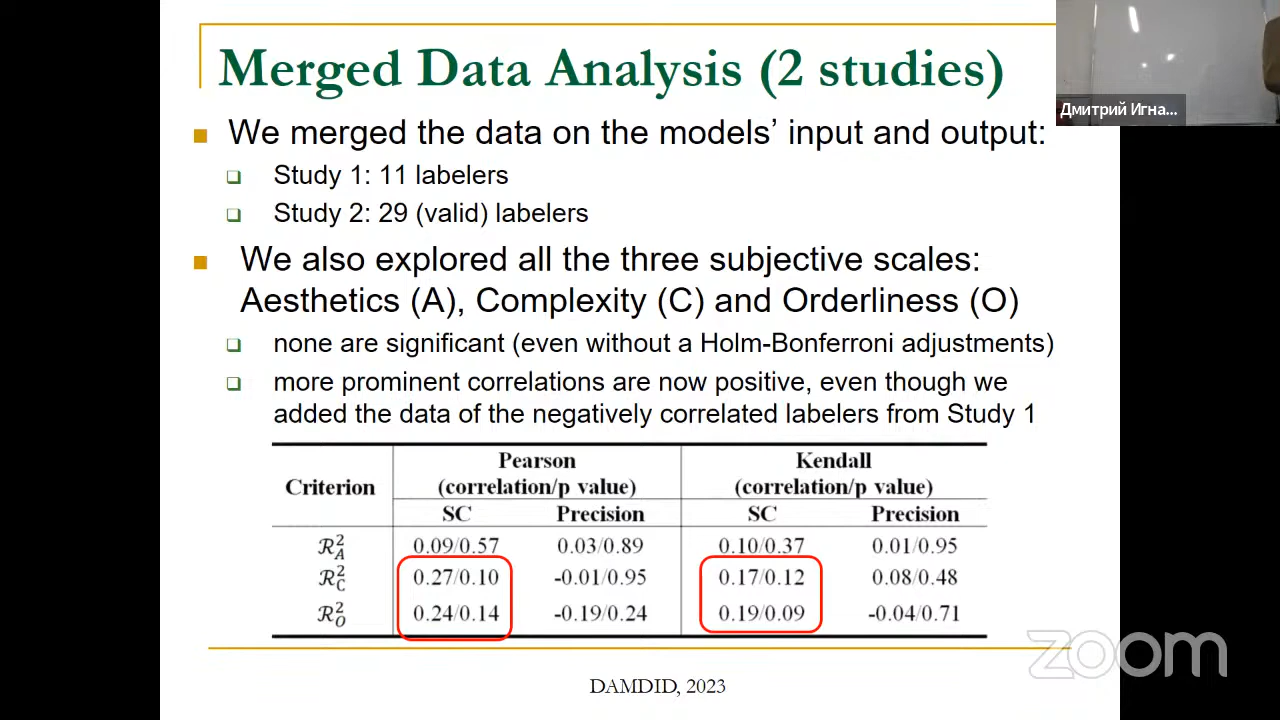 Merged Data Analysis (2 studies)
Дмитрий Игна...
We merged the data on the models’ input and output:
Study 1: 11 labelers
Study 2: 29 (valid) labelers
We also explored all the three subjective scales:
Aesthetics (A), Complexity (C) and Orderliness (O)
none are significant (even without a Holm-Bonferroni adjustments)
more prominent correlations are now positive, even though we
added the data of the negatively correlated labelers from Study 1
Criterion Pearson (correlation/p value) Kendall (correlation/p value)
SC Precision SC Precision
R²A 0.09/0.57 0.03/0.89 0.10/0.37 0.01/0.95
R²C 0.27/0.10 -0.01/0.95 0.17/0.12 0.08/0.48
R²O 0.24/0.14 -0.19/0.24 0.19/0.09 -0.04/0.71
zoom
DAMDID, 2023